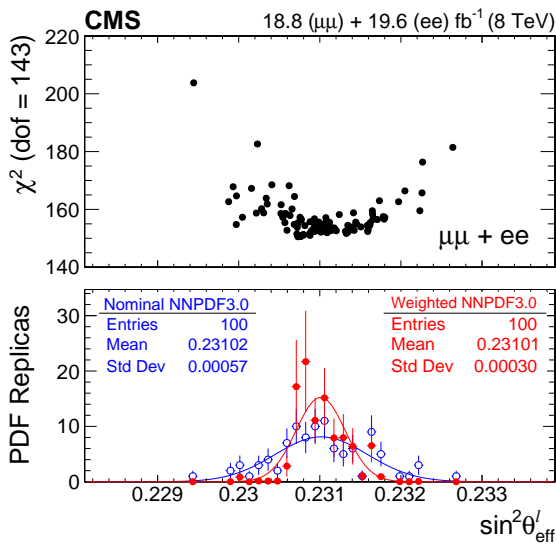 CMS 18.8 (μμ) + 19.6 (ee) fb⁻¹ (8 TeV)
χ² (dof = 143)
220
200
180
160
140
μμ + ee
PDF Replicas
30
20
10
0
Nominal NNPDF3.0
Entries 100
Mean 0.23102
Std Dev 0.00057
Weighted NNPDF3.0
Entries 100
Mean 0.23101
Std Dev 0.00030
0.229 0.23 0.231 0.232 0.233
sin²θˡeff